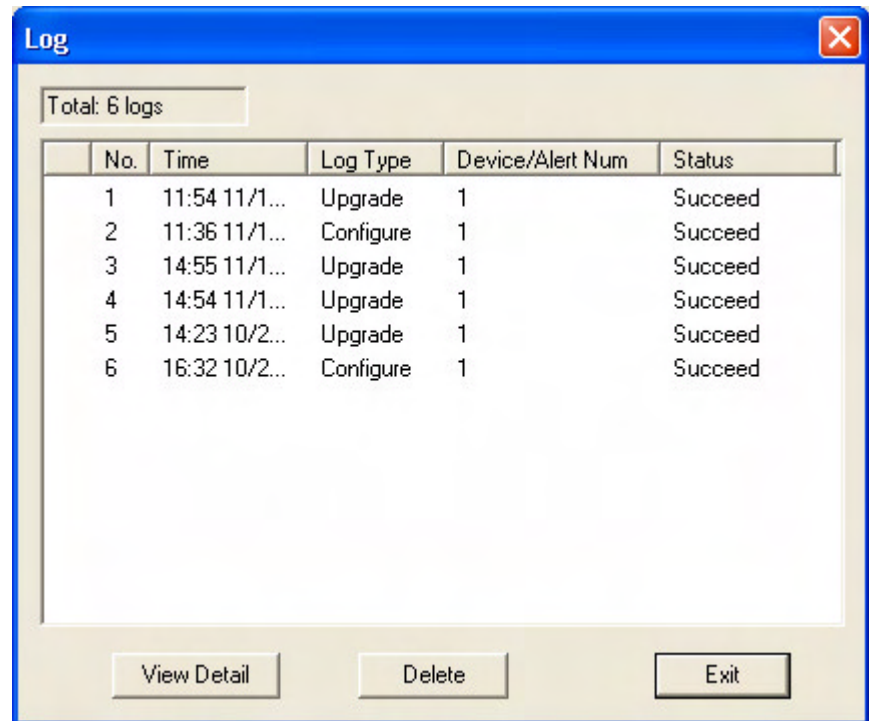 Log
Total: 6 logs
No. Time Log Type Device/Alert Num Status
1 11:54 11/1... Upgrade 1 Succeed
2 11:36 11/1... Configure 1 Succeed
3 14:55 11/1... Upgrade 1 Succeed
4 14:54 11/1... Upgrade 1 Succeed
5 14:23 10/2... Upgrade 1 Succeed
6 16:32 10/2... Configure 1 Succeed
View Detail Delete Exit